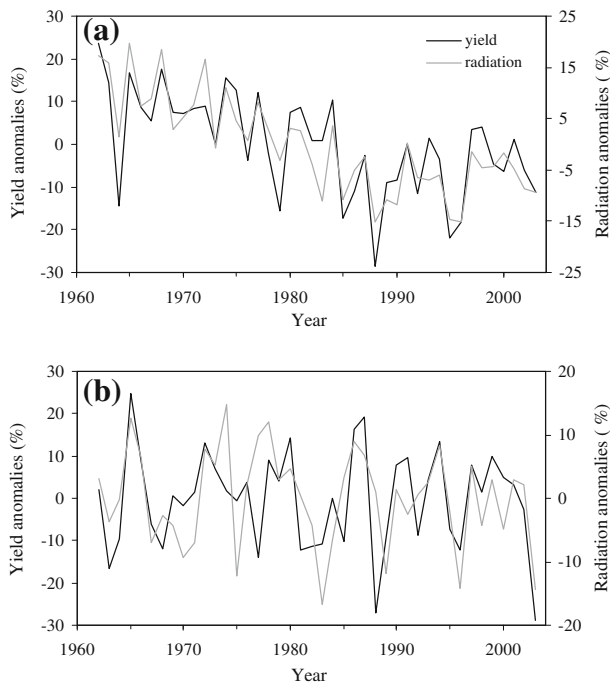 (a)
yield
radiation
Yield anomalies (%)
30
20
10
0
-10
-20
-30
Radiation anomalies ( %)
25
15
5
-5
-15
-25
1960 1970 1980 1990 2000
Year
(b)
Yield anomalies (%)
30
20
10
0
-10
-20
-30
Radiation anomalies (%)
20
10
0
-10
-20
1960 1970 1980 1990 2000
Year